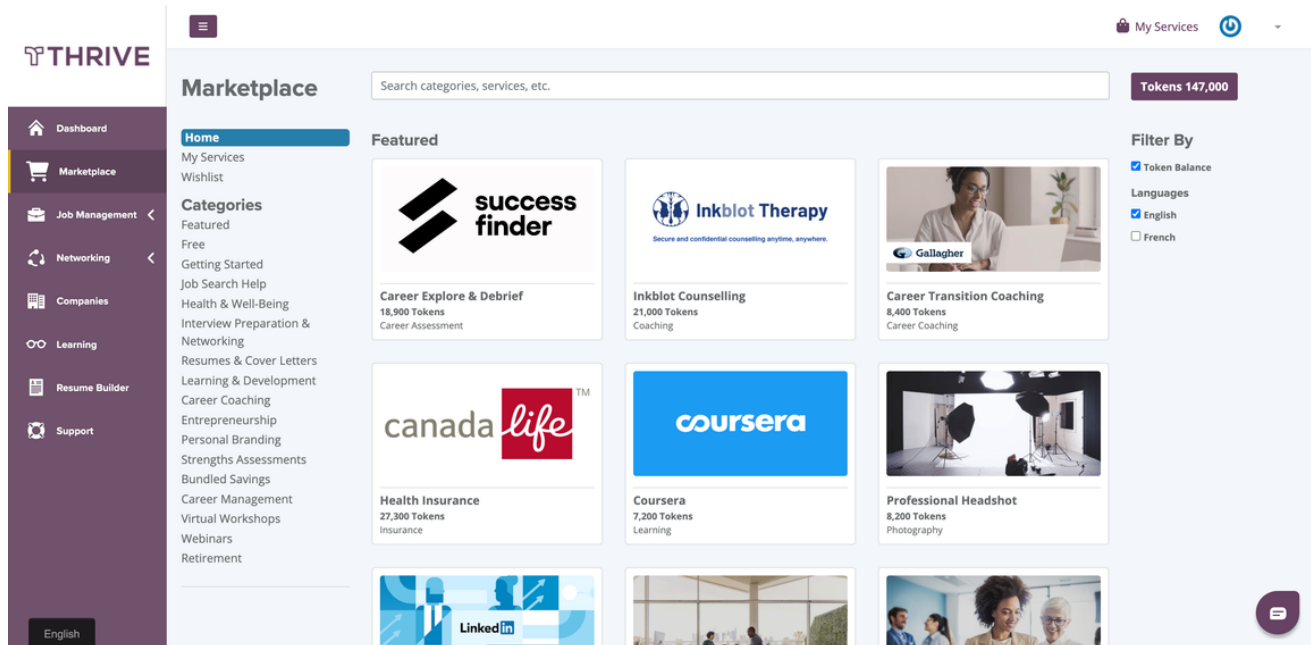 THRIVE
My Services
Marketplace
Search categories, services, etc.
Tokens 147,000
Dashboard
Marketplace
Job Management
Networking
Companies
Learning
Resume Builder
Support
English
Home
My Services
Wishlist
Categories
Featured
Free
Getting Started
Job Search Help
Health & Well-Being
Interview Preparation &
Networking
Resumes & Cover Letters
Learning & Development
Career Coaching
Entrepreneurship
Personal Branding
Strengths Assessments
Bundled Savings
Career Management
Virtual Workshops
Webinars
Retirement
Featured
success
finder
Career Explore & Debrief
18,900 Tokens
Career Assessment
Inkblot Therapy
Secure and confidential counselling anytime, anywhere.
Inkblot Counselling
21,000 Tokens
Coaching
Gallagher
Career Transition Coaching
8,400 Tokens
Career Coaching
canada life™
Health Insurance
27,300 Tokens
Insurance
coursera
Coursera
7,200 Tokens
Learning
Professional Headshot
8,200 Tokens
Photography
Linked in
Filter By
Token Balance
Languages
English
French